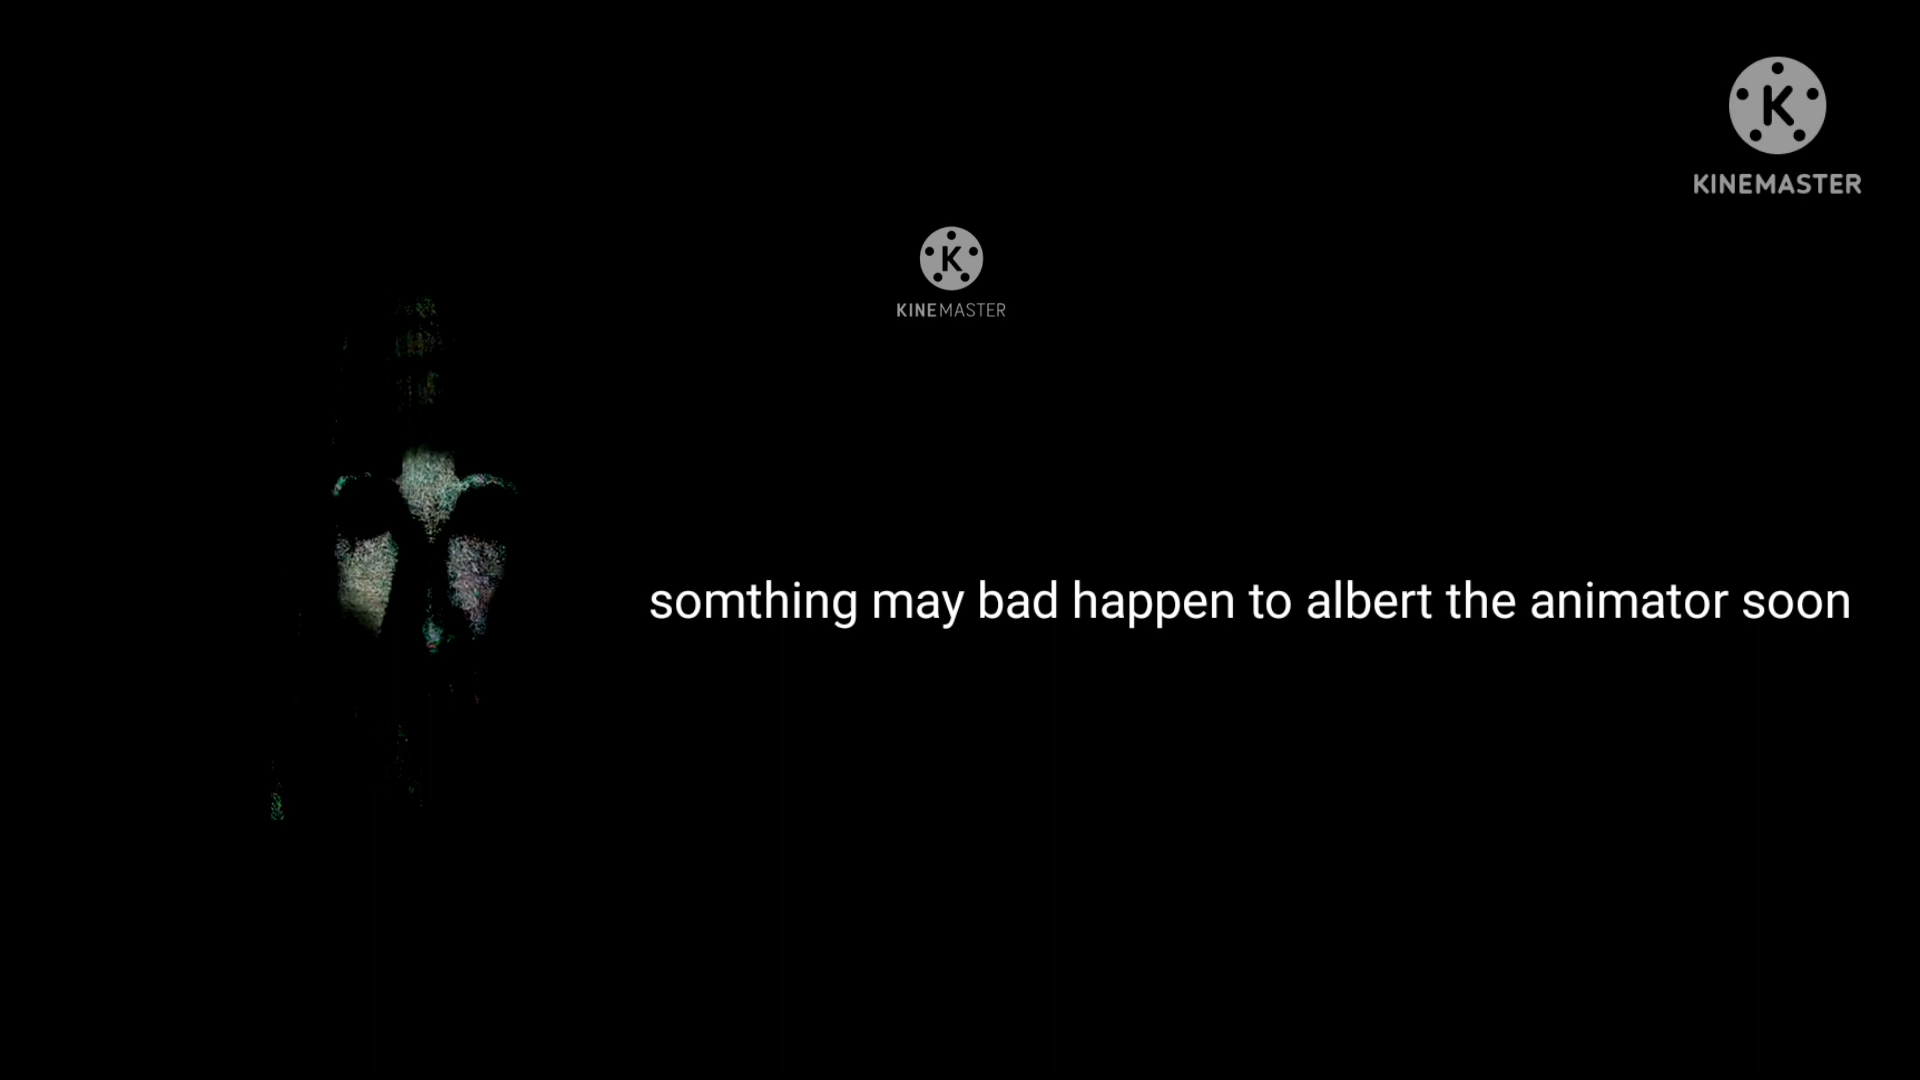 K
KINEMASTER
K
KINEMASTER
somthing may bad happen to albert the animator soon